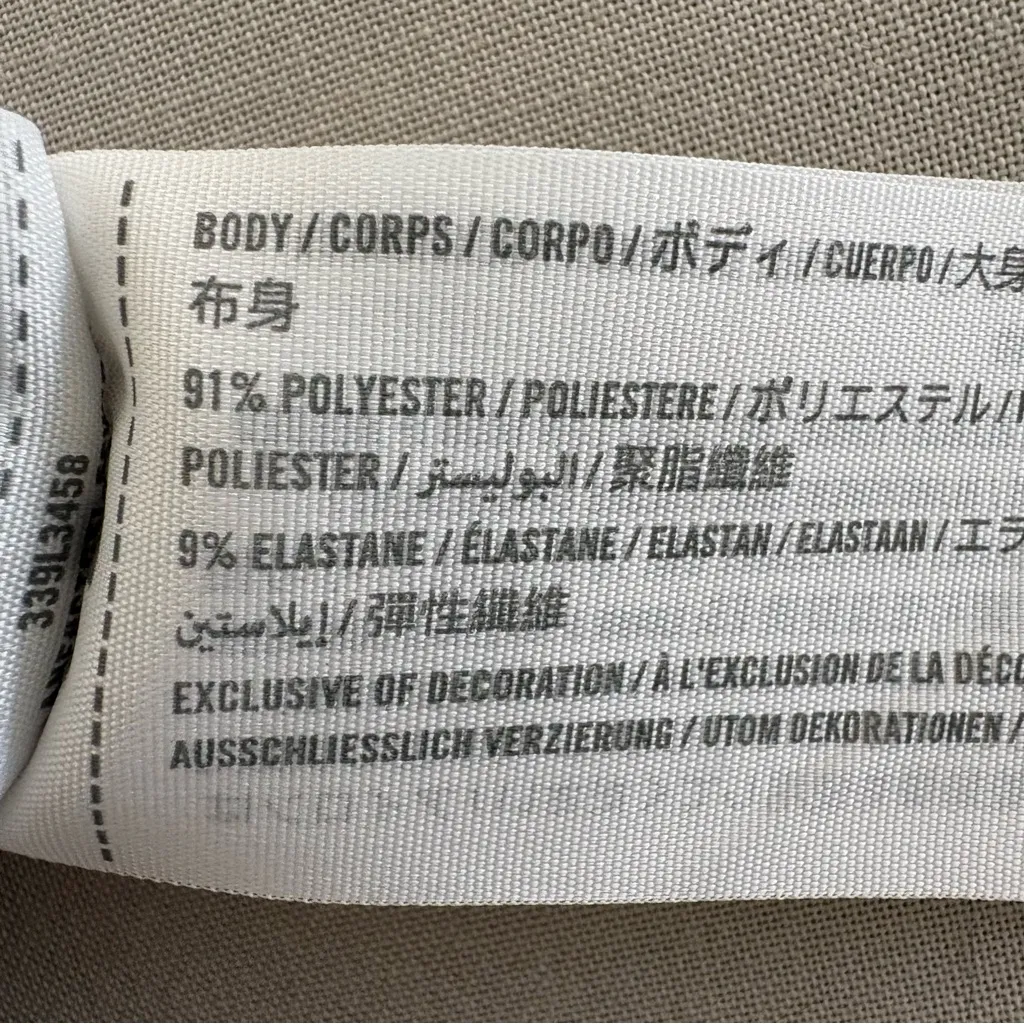 BODY / CORPS / CORPO / ボディ / CUERPO / 大身
布身
91% POLYESTER / POLIESTERE / ポリエステル /
POLIESTER / البوليستر / 聚脂纖維
9% ELASTANE / ÉLASTANE / ELASTAN / ELASTAAN / エラ
إيلاستين / 彈性纖維
EXCLUSIVE OF DECORATION / À L'EXCLUSION DE LA DÉCO
AUSSCHLIESSLICH VERZIERUNG / UTOM DEKORATIONEN /
339L3458